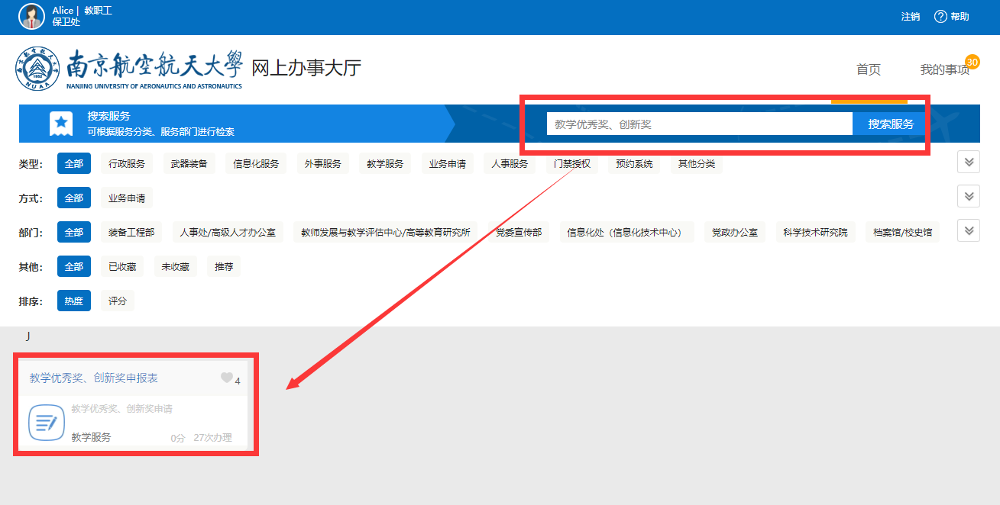 Alice | 教职工
保卫处
注销 ? 帮助
南京航空航天大學 网上办事大厅
NANJING UNIVERSITY OF AERONAUTICS AND ASTRONAUTICS
1952
NUAA
首页 我的事项 30
搜索服务
可根据服务分类、服务部门进行检索
教学优秀奖、创新奖 搜索服务
类型: 全部 行政服务 武器装备 信息化服务 外事服务 教学服务 业务申请 人事服务 门禁授权 预约系统 其他分类
方式: 全部 业务申请
部门: 全部 装备工程部 人事处/高级人才办公室 教师发展与教学评估中心/高等教育研究所 党委宣传部 信息化处（信息化技术中心） 党政办公室 科学技术研究院 档案馆/校史馆
其他: 全部 已收藏 未收藏 推荐
排序: 热度 评分
J
教学优秀奖、创新奖申报表 4
教学优秀奖、创新奖申请
教学服务 0分 27次办理